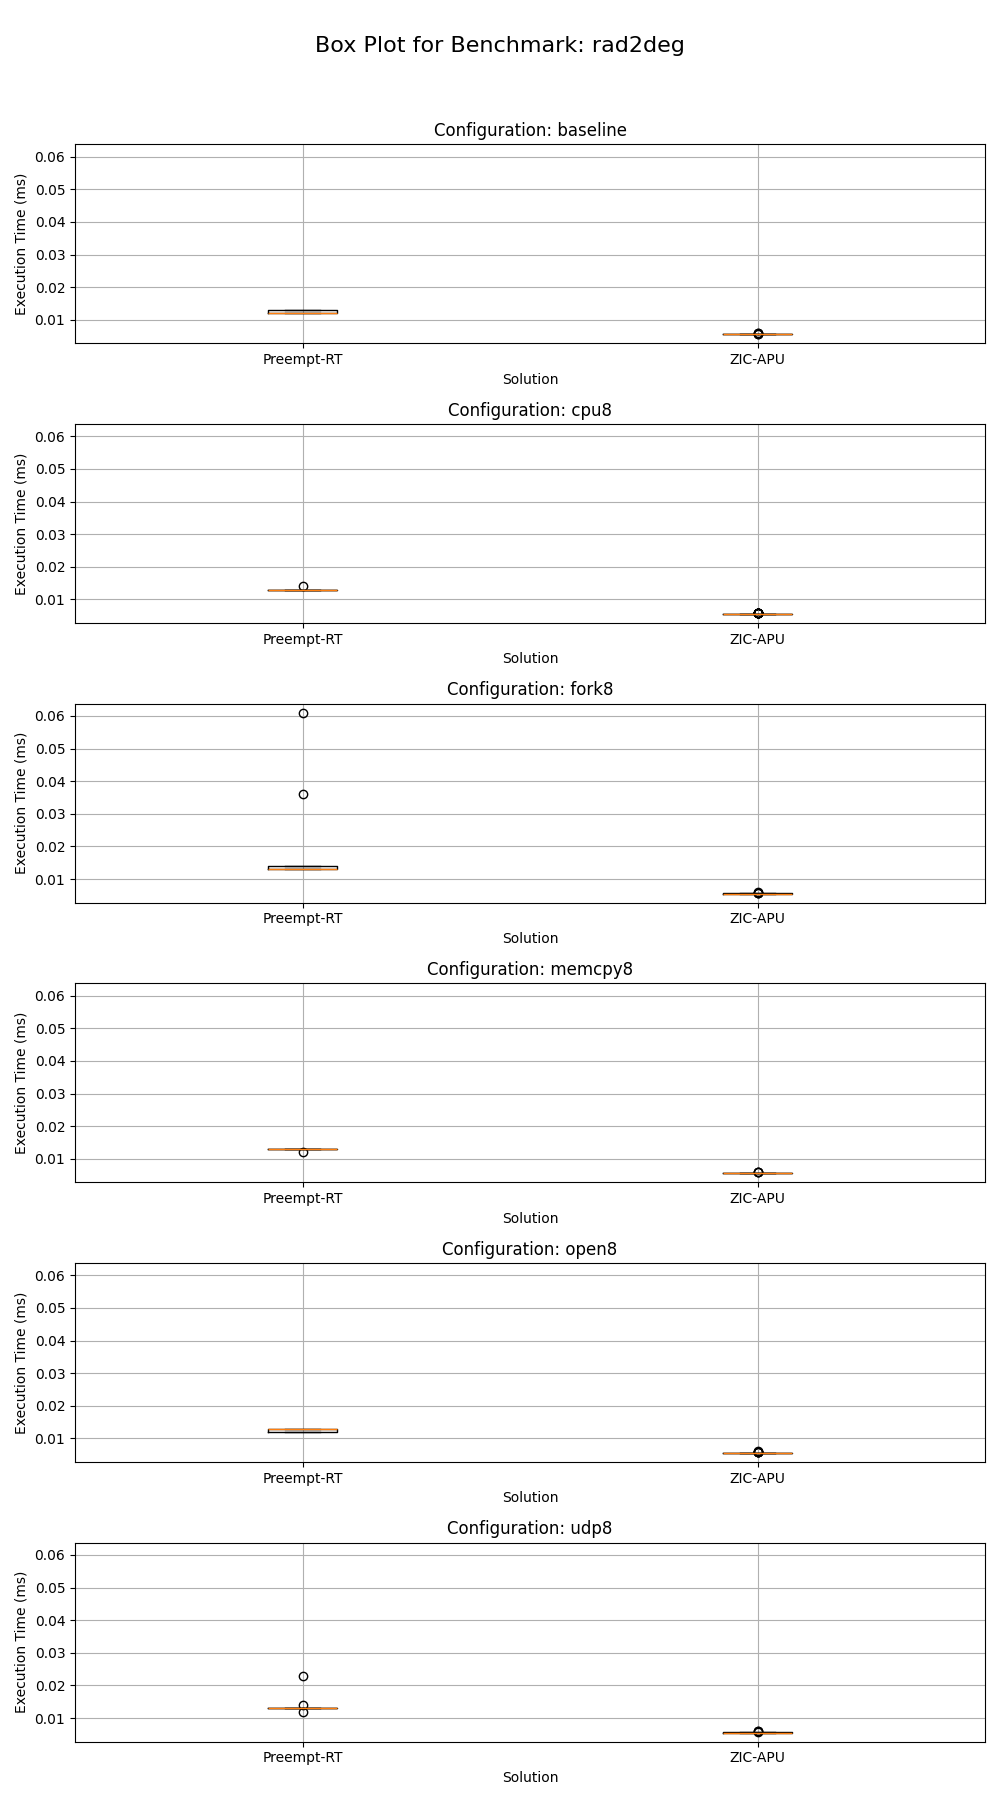 Box Plot for Benchmark: rad2deg
Configuration: baseline
0.06
0.05
0.04
0.03
0.02
0.01
Execution Time (ms)
Preempt-RT
ZIC-APU
Solution
Configuration: cpu8
0.06
0.05
0.04
0.03
0.02
0.01
Execution Time (ms)
Preempt-RT
ZIC-APU
Solution
Configuration: fork8
0.06
0.05
0.04
0.03
0.02
0.01
Execution Time (ms)
Preempt-RT
ZIC-APU
Solution
Configuration: memcpy8
0.06
0.05
0.04
0.03
0.02
0.01
Execution Time (ms)
Preempt-RT
ZIC-APU
Solution
Configuration: open8
0.06
0.05
0.04
0.03
0.02
0.01
Execution Time (ms)
Preempt-RT
ZIC-APU
Solution
Configuration: udp8
0.06
0.05
0.04
0.03
0.02
0.01
Execution Time (ms)
Preempt-RT
ZIC-APU
Solution